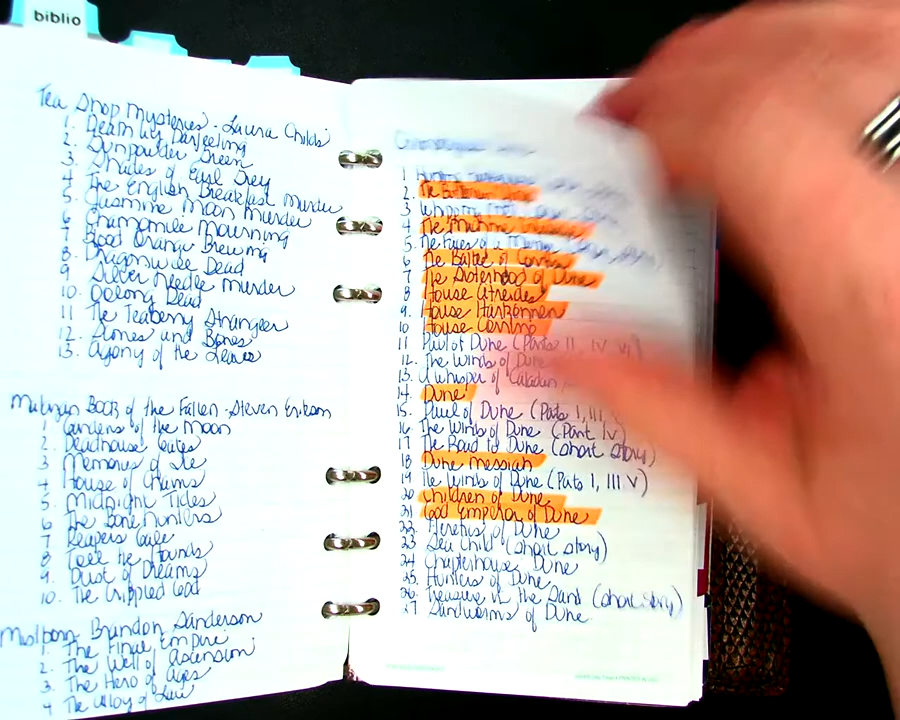 biblio
Tea Shop Mysteries - Laura Childs
1. Death by Darjeeling
2. Gunpowder Green
3. Shades of Earl Grey
4. The English Breakfast Murder
5. Jasmine Moon Murder
6 Chamomile Mourning
7 Blood Orange Brewing
8. Dragonwell Dead
9 Silver Needle Murder
10. Oolong Dead
11 The Teaberry Strangler
12. Scones and Bones
13. Agony of the Leaves
Malazan Book of the Fallen - Steven Erikson
1 Gardens of the Moon
2 Deadhouse Gates
3 Memories of Ice
4 House of Chains
5 Midnight Tides
6 The Bone Hunters
7 Reapers Gale
8 Toll the Hounds
9. Dust of Dreams
10. The Crippled God
Mistborn Brandon Sanderson
1. The Final Empire
2. The Well of Ascension
3. The Hero of Ages
4 The Alloy of Law
1 Hunting
2. The
3 Whipping
4 The Machine
5. The Faces of a
6 The Battle of Corrin
7 The Sisterhood of Dune
8 House Atreides
9. House Harkonnen
10 House Corrino
11 Paul of Dune (Parts II, IV, VI)
12. The Winds of Dune
13. A Whisper of Caladan
14. Dune
15. Paul of Dune (Parts I, III, V
16 The Winds of Dune (Part IV)
17 The Road to Dune (short story)
18 Dune Messiah
19 The Winds of Dune (Pats I, III V)
20 Children of Dune
21 God Emperor of Dune
22. Heretics of Dune
23 Sea Child (short story)
24 Chapterhouse Dune
25. Hunters of Dune
26. Treasure in the Sand (short story)
27 Sandworms of Dune